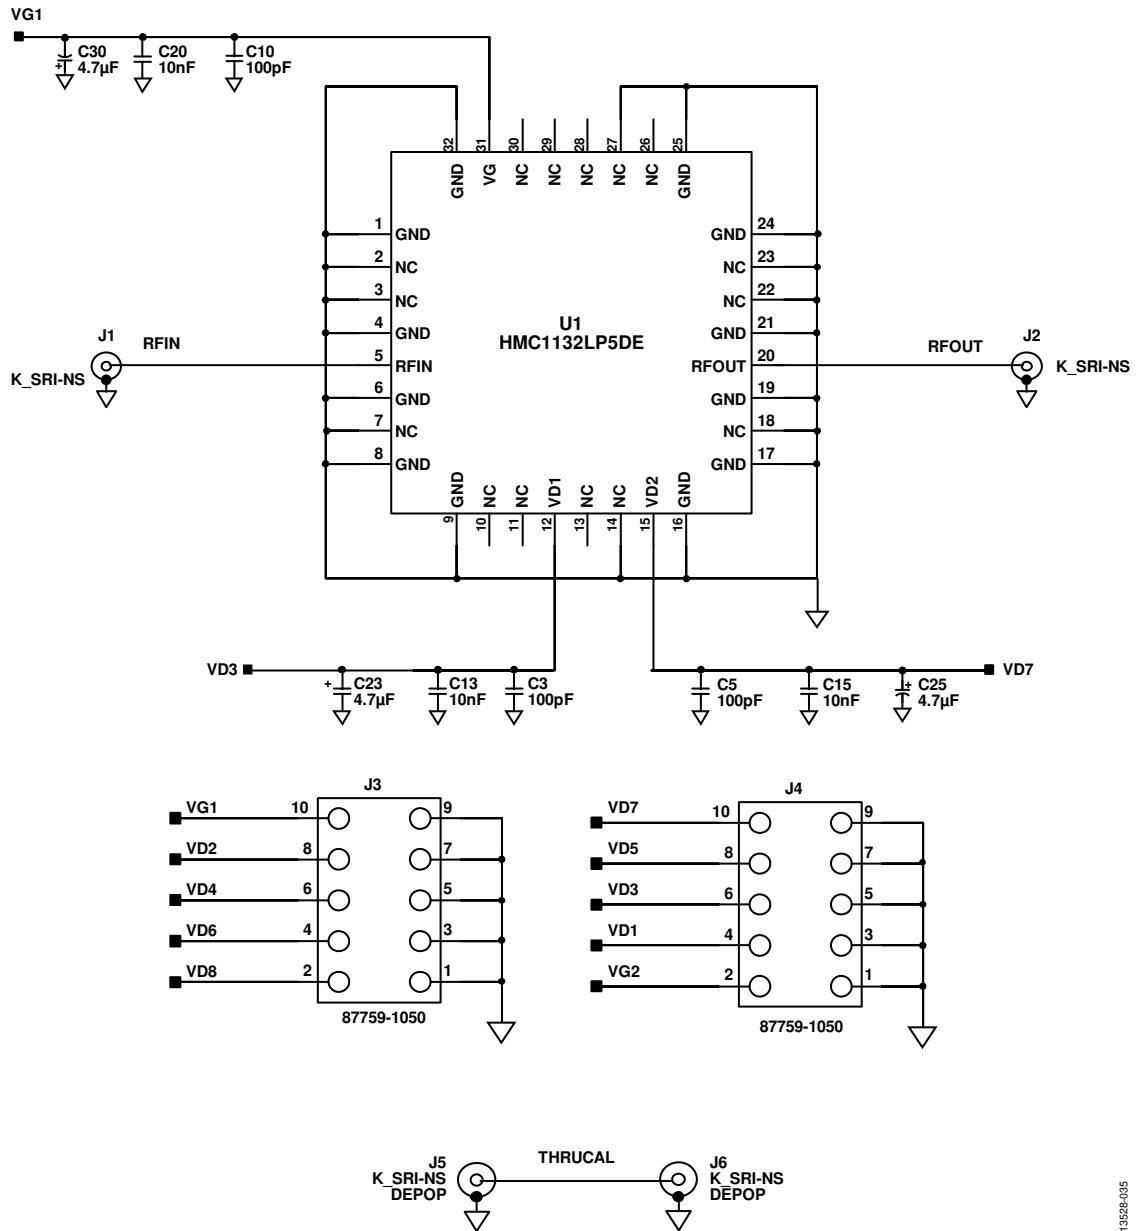 VG1
C30
4.7µF
+
C20
10nF
C10
100pF
32
31
30
29
28
27
26
25
GND
VG
NC
NC
NC
NC
NC
GND
1
GND
2
NC
3
NC
4
GND
5
RFIN
6
GND
7
NC
8
GND
24
GND
23
NC
22
NC
21
GND
20
RFOUT
19
GND
18
NC
17
GND
U1
HMC1132LP5DE
J1
RFIN
K_SRI-NS
J2
RFOUT
K_SRI-NS
GND
NC
NC
VD1
NC
NC
VD2
GND
9
10
11
12
13
14
15
16
VD3
+
C23
4.7µF
C13
10nF
C3
100pF
C5
100pF
C15
10nF
+
C25
4.7µF
VD7
J3
VG1
10
9
VD2
8
7
VD4
6
5
VD6
4
3
VD8
2
1
87759-1050
J4
VD7
10
9
VD5
8
7
VD3
6
5
VD1
4
3
VG2
2
1
87759-1050
J5
K_SRI-NS
DEPOP
THRUCAL
J6
K_SRI-NS
DEPOP
13528-035